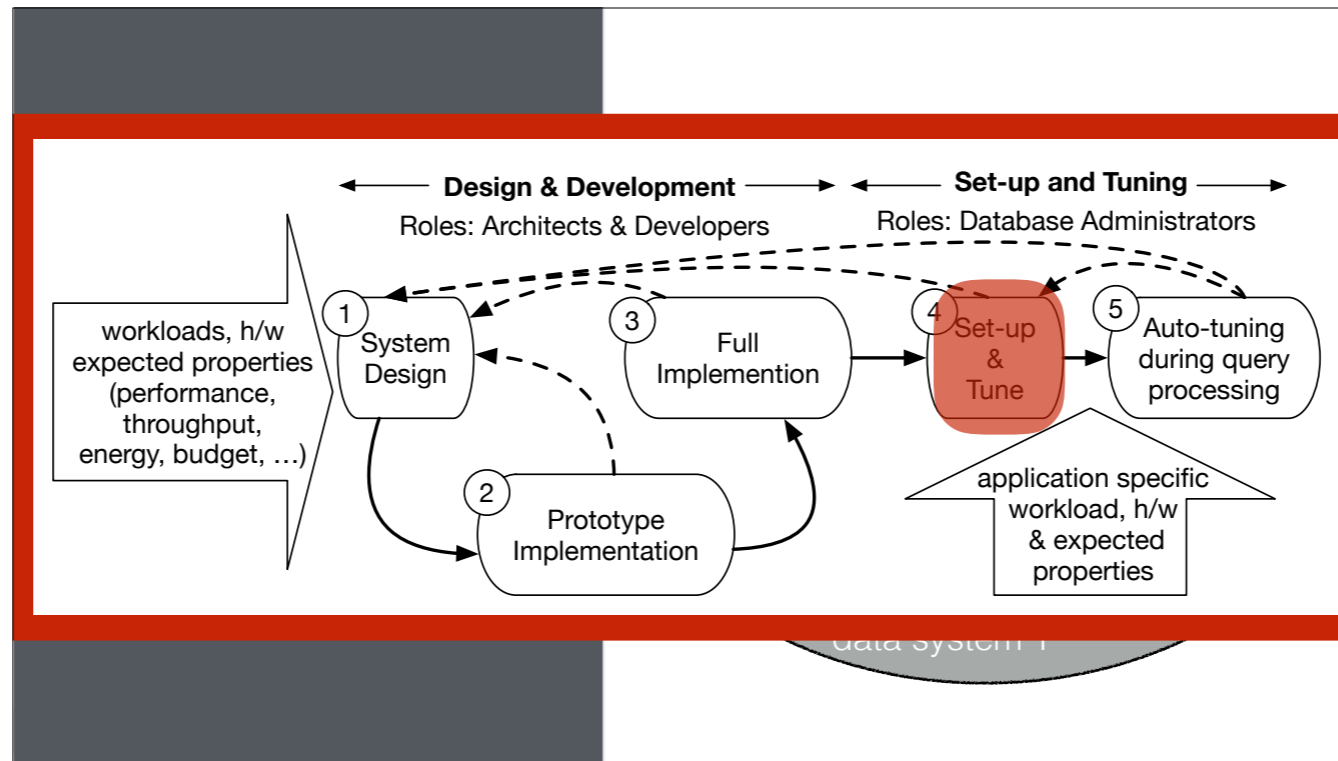 Design & Development
Set-up and Tuning
Roles: Architects & Developers
Roles: Database Administrators
workloads, h/w
expected properties
(performance,
throughput,
energy, budget, …)
1
System
Design
2
Prototype
Implementation
3
Full
Implemention
4
Set-up
&
Tune
5
Auto-tuning
during query
processing
application specific
workload, h/w
& expected
properties
data system